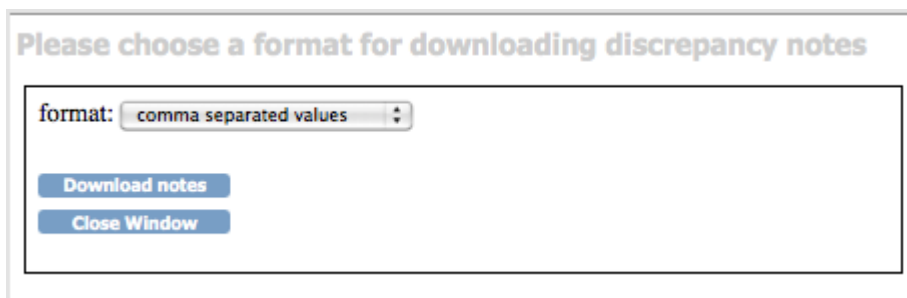 Please choose a format for downloading discrepancy notes
format: comma separated values
Download notes
Close Window